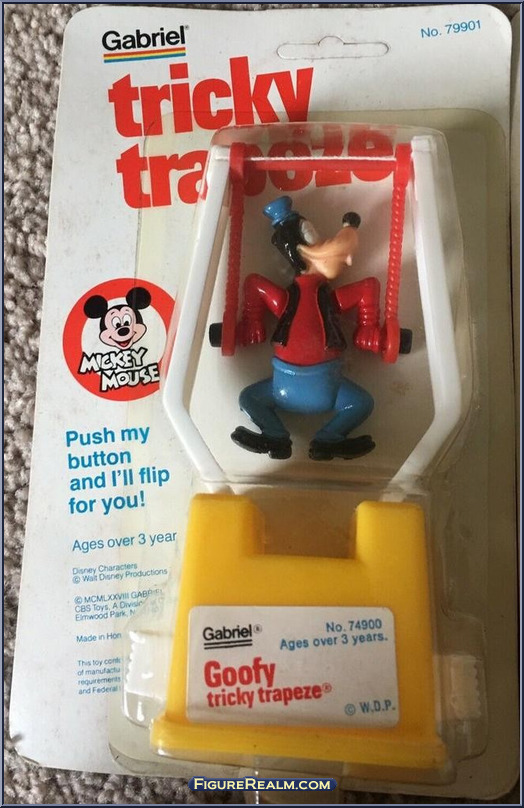 Gabriel®
No. 79901
tricky
trapeze
MICKEY
MOUSE
Push my
button
and I'll flip
for you!
Ages over 3 year
Disney Characters
© Walt Disney Productions
© MCMLXXVIII GABRIEL
CBS Toys. A Division
Elmwood Park, N
Made in Hon
This toy conf
of manufactu
requirements
and Federal
Gabriel®
No. 74900
Ages over 3 years.
Goofy
tricky trapeze®
© W.D.P.
FigureRealm.com